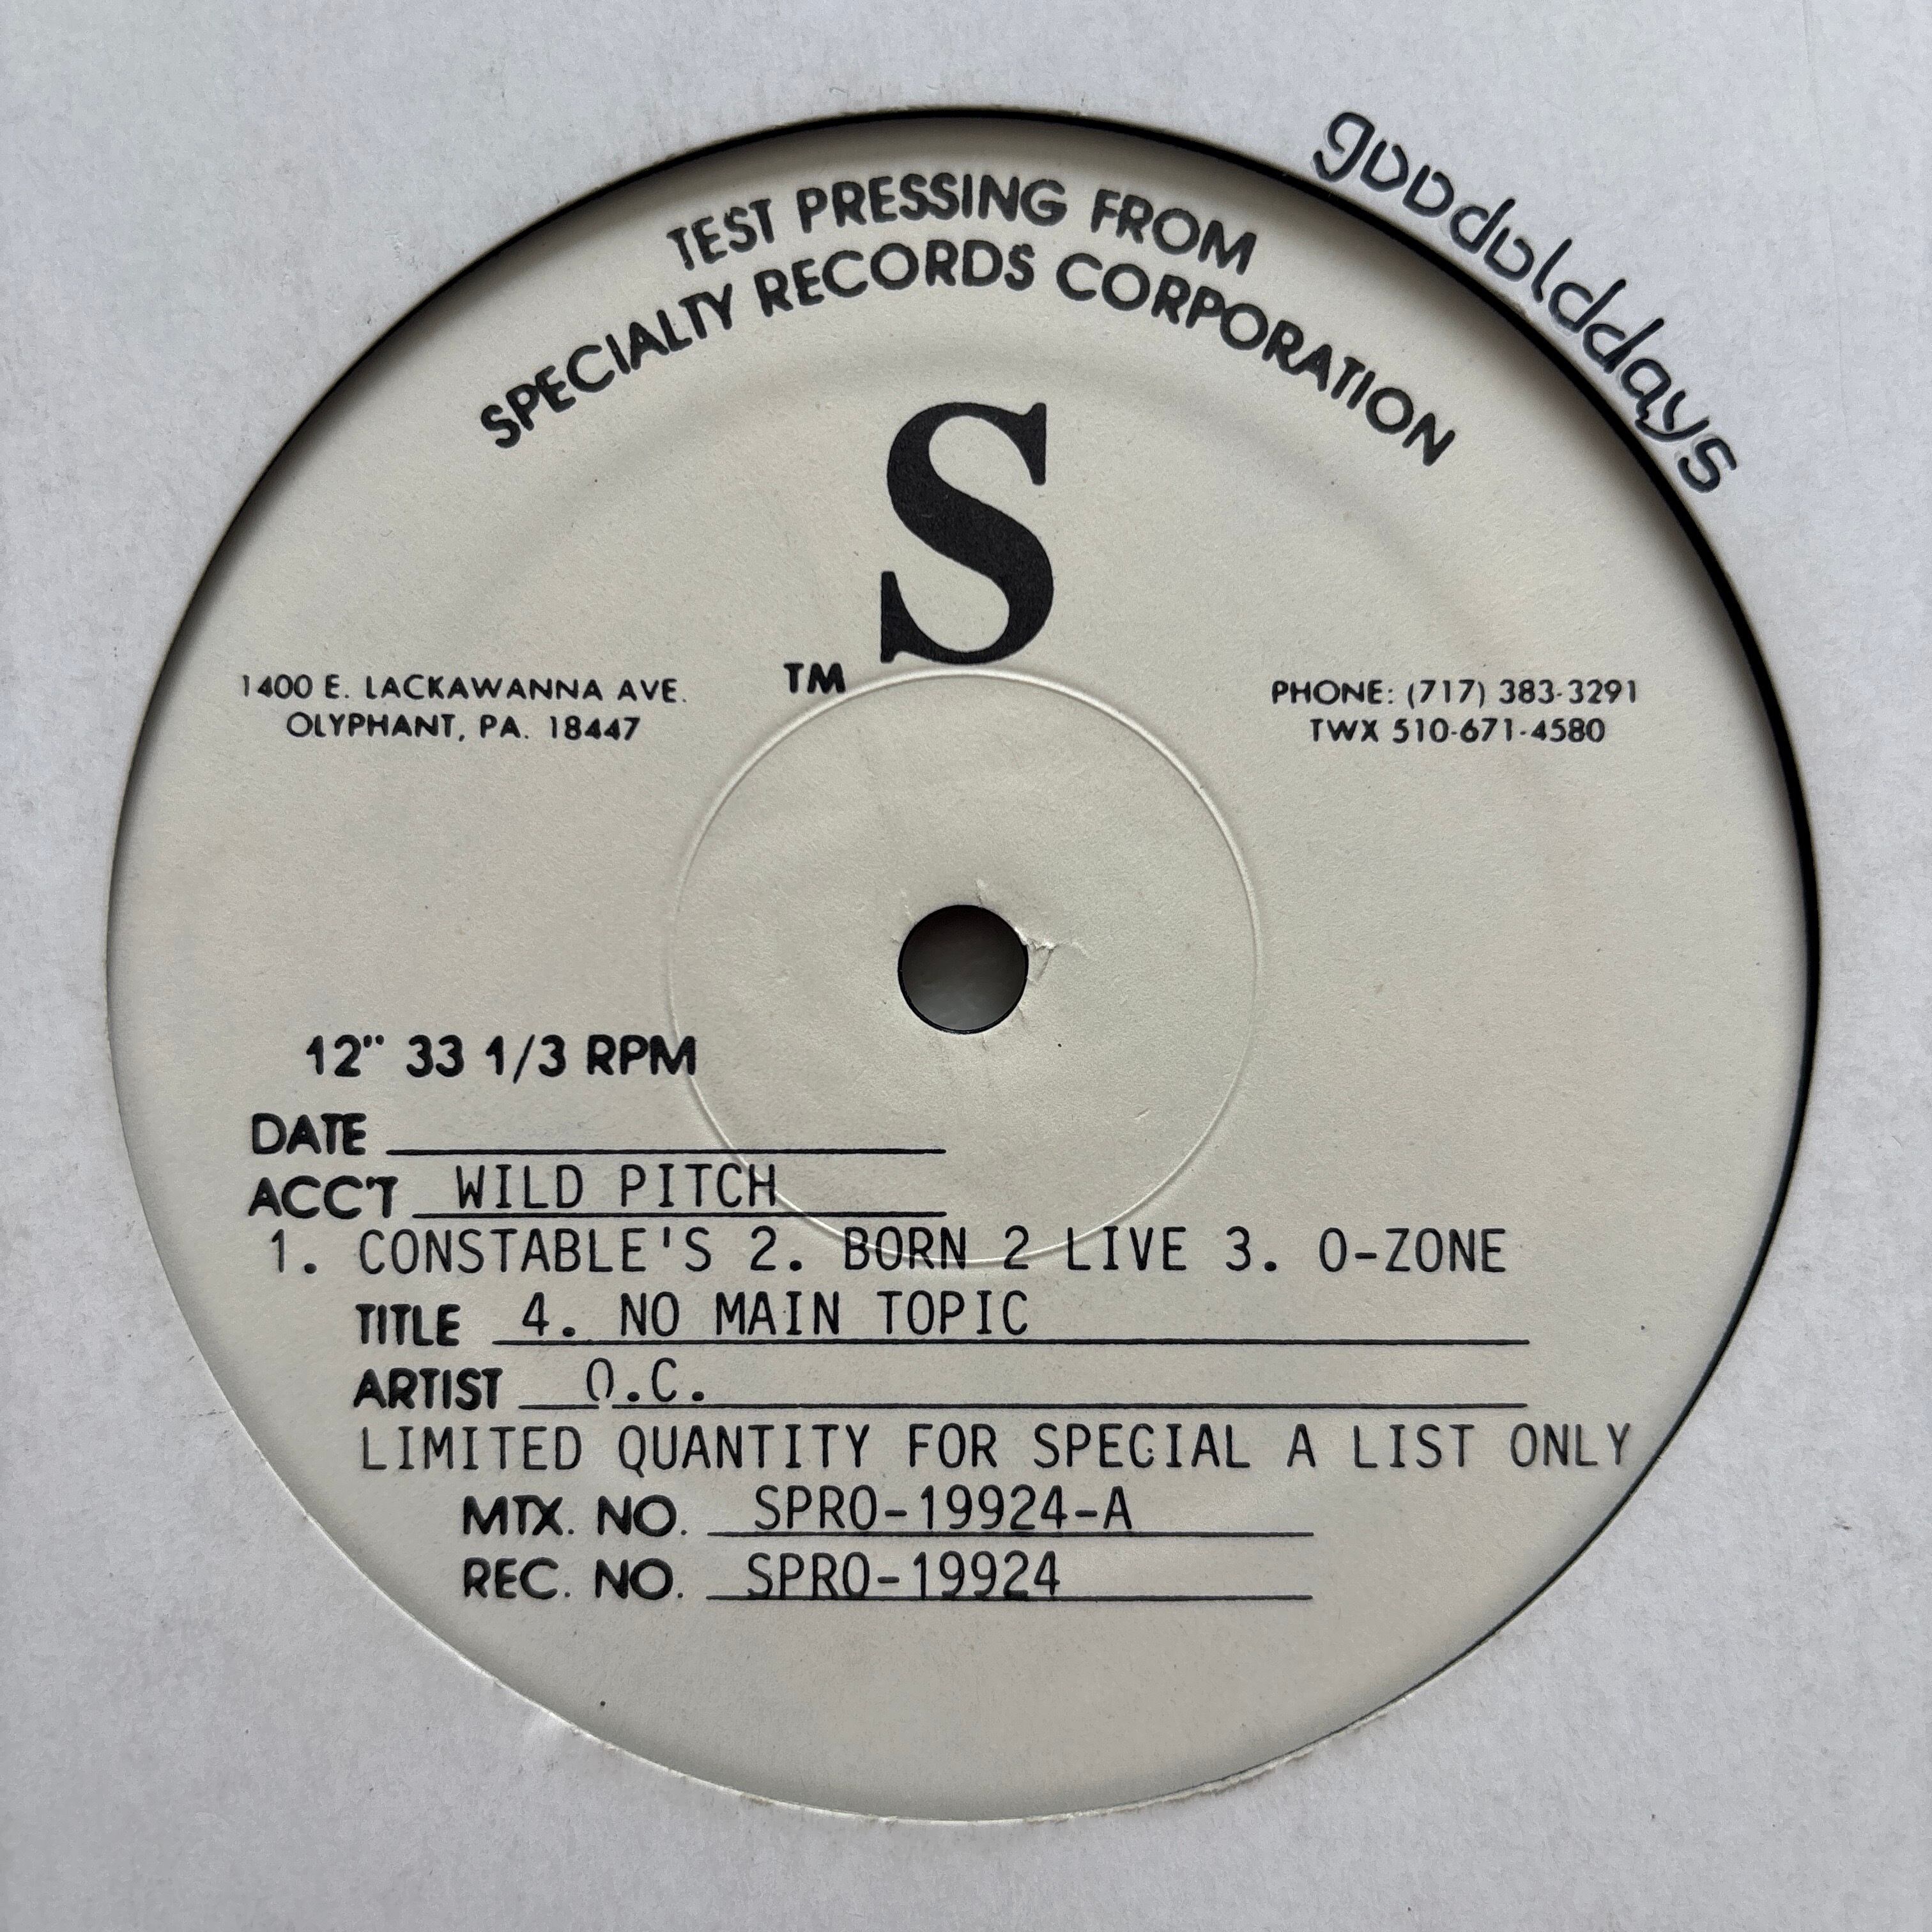 goodolddays
TEST PRESSING FROM
SPECIALTY RECORDS CORPORATION
S
TM
1400 E. LACKAWANNA AVE.
OLYPHANT, PA. 18447
PHONE: (717) 383-3291
TWX 510-671-4580
12" 33 1/3 RPM
DATE
ACC'T WILD PITCH
1. CONSTABLE'S 2. BORN 2 LIVE 3. O-ZONE
TITLE 4. NO MAIN TOPIC
ARTIST O.C.
LIMITED QUANTITY FOR SPECIAL A LIST ONLY
MTX. NO. SPRO-19924-A
REC. NO. SPRO-19924